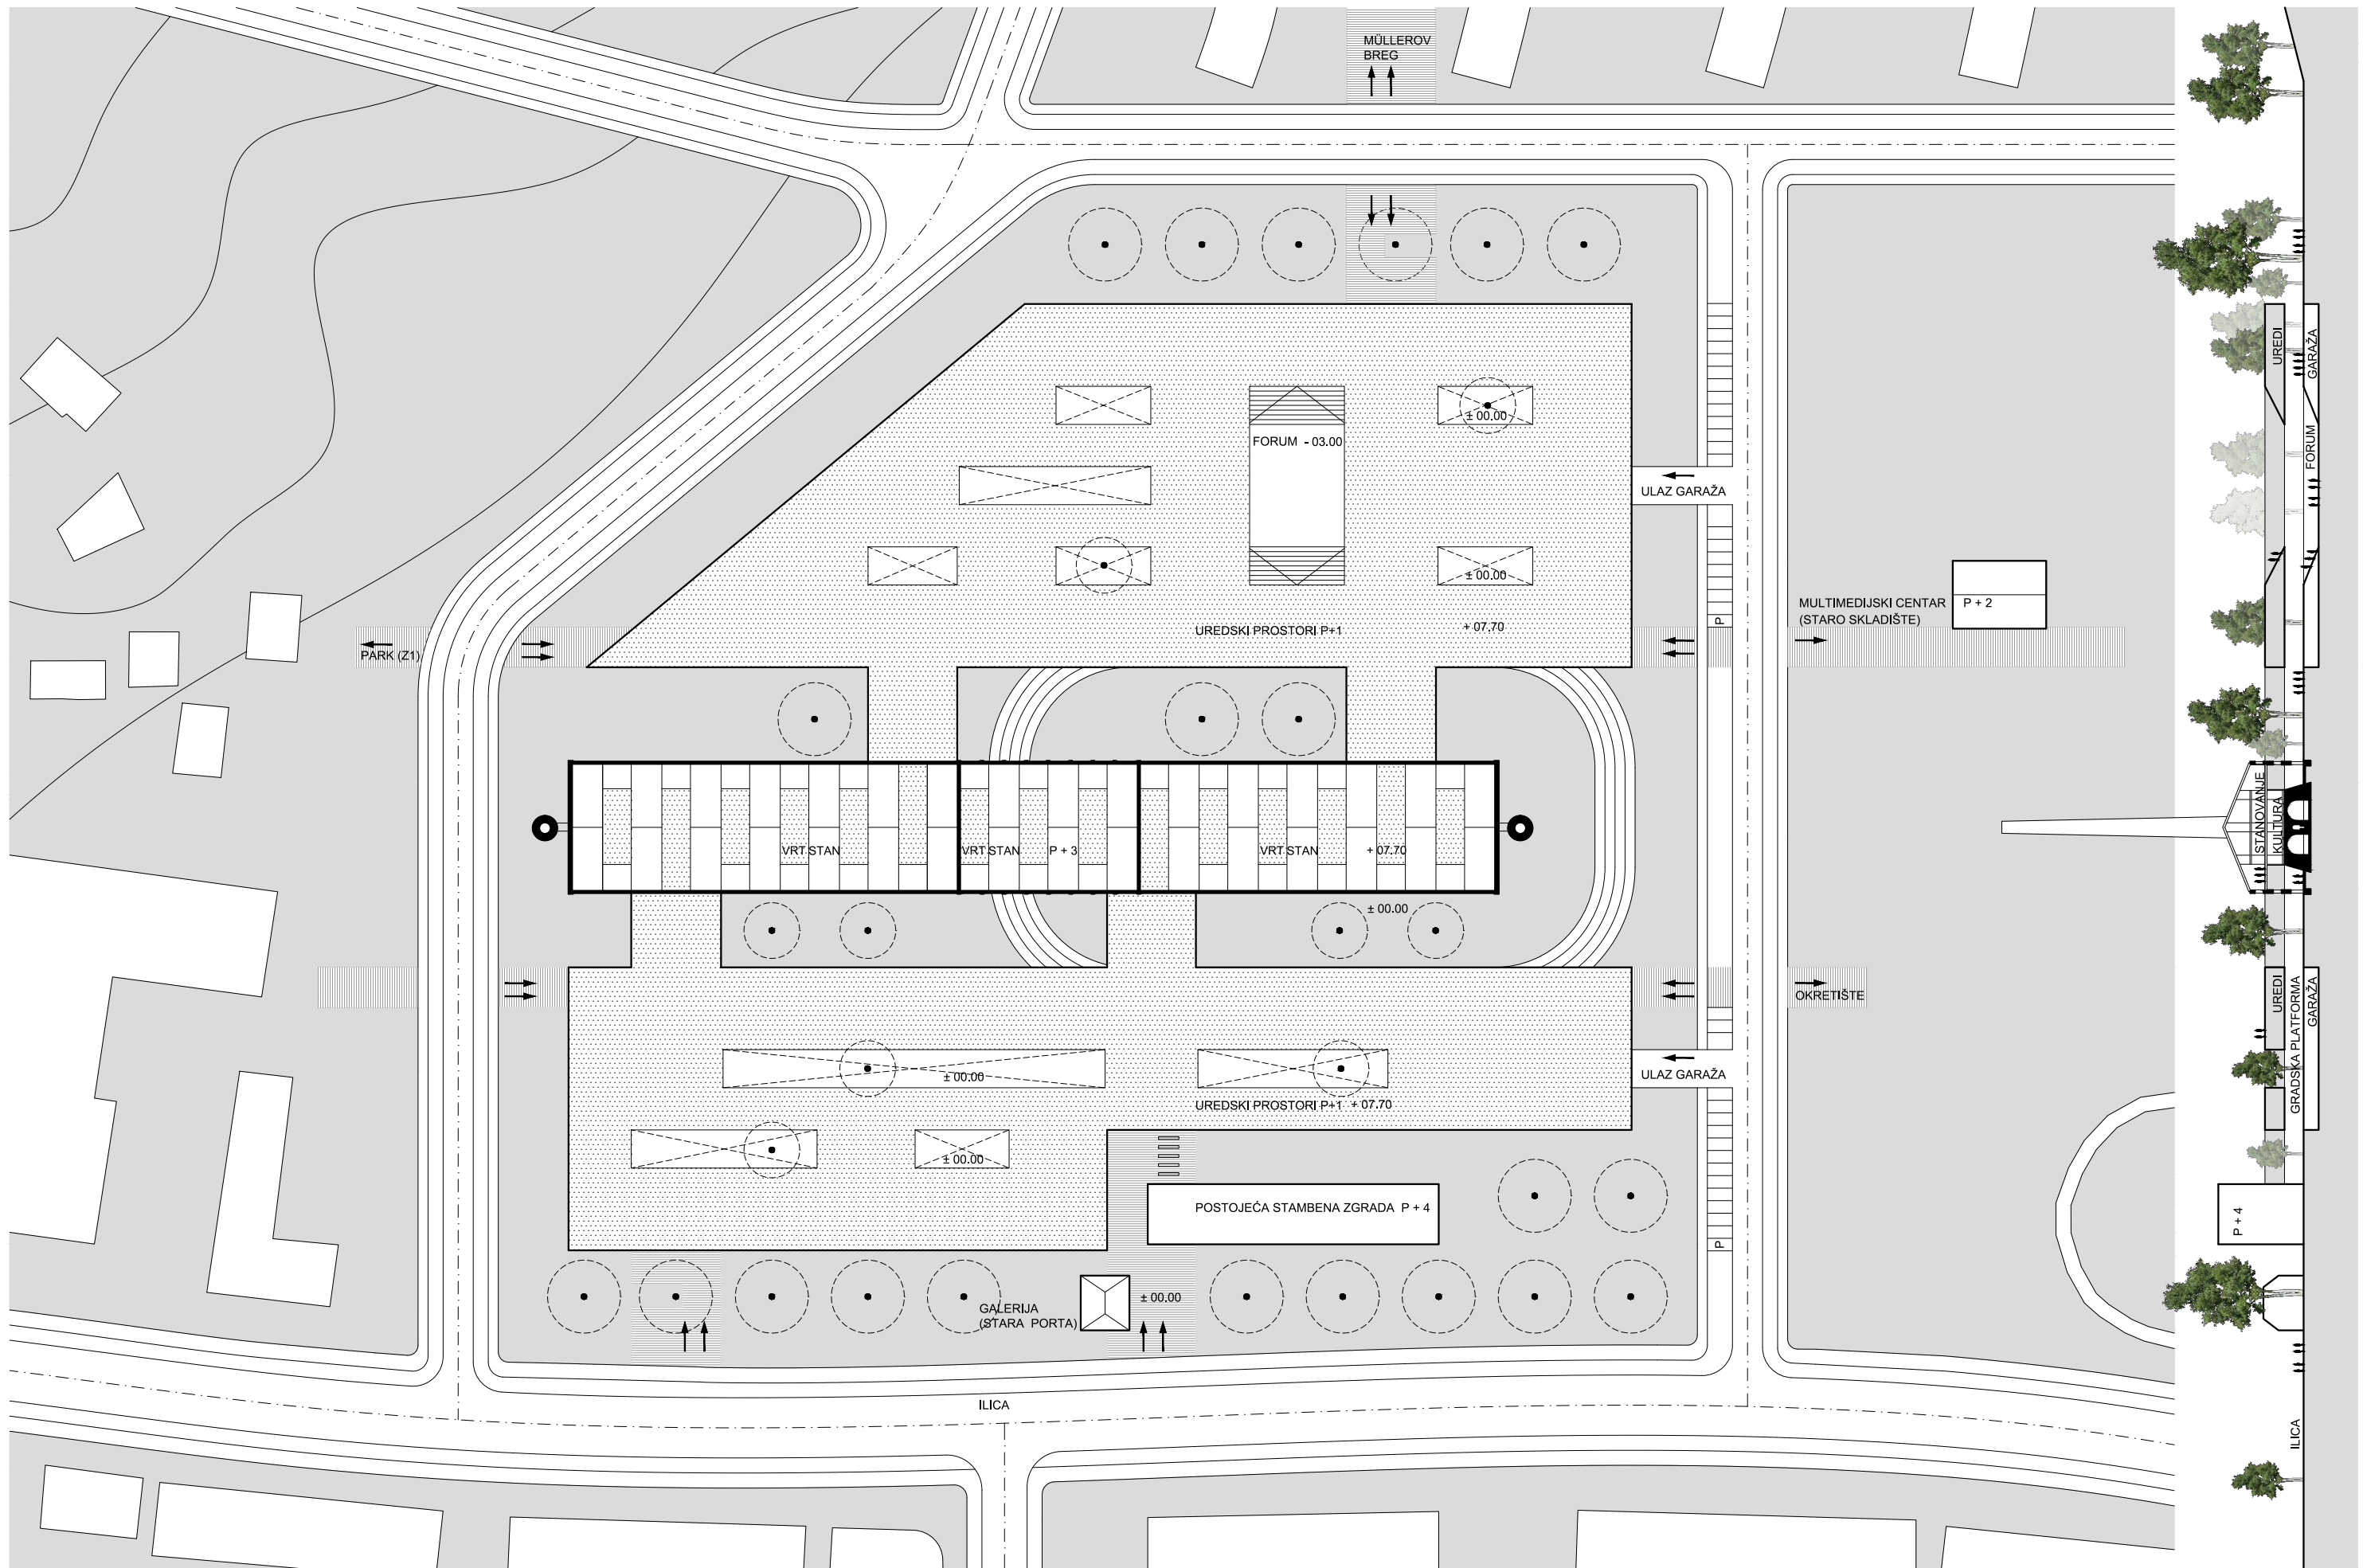 MÜLLEROV
BREG
± 00.00
FORUM - 03.00
ULAZ GARAŽA
± 00.00
MULTIMEDIJSKI CENTAR
(STARO SKLADIŠTE)
P + 2
P
UREDSKI PROSTORI P+1
+ 07.70
PARK (Z1)
VRT STAN
VRT STAN
P + 3
VRT STAN
+ 07.70
± 00.00
OKRETIŠTE
± 00.00
ULAZ GARAŽA
UREDSKI PROSTORI P+1 + 07.70
± 00.00
POSTOJEĆA STAMBENA ZGRADA P + 4
P
± 00.00
GALERIJA
(STARA PORTA)
ILICA
UREDI
GARAŽA
FORUM
STANOVANJE
KULTURA
UREDI
GRADSKA PLATFORMA
GARAŽA
P + 4
ILICA